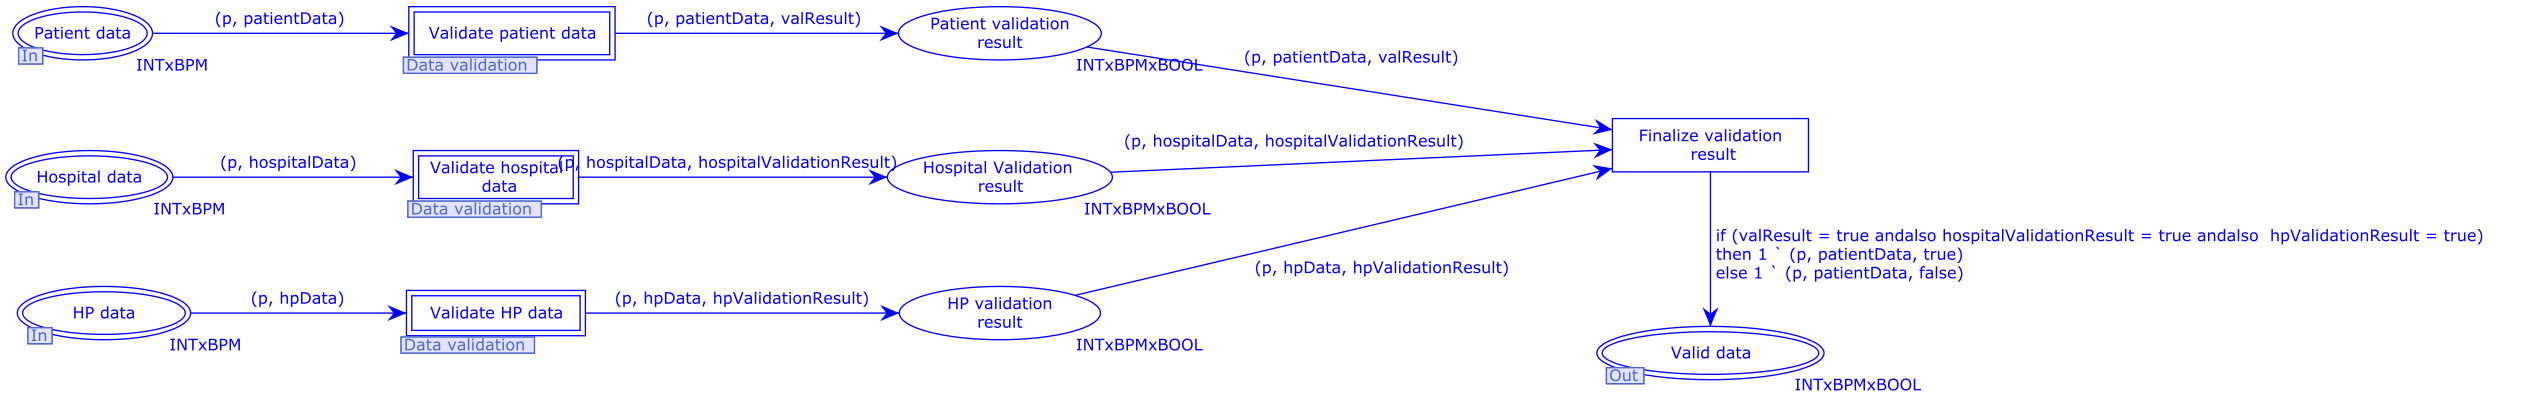 (p, patientData)
(p, patientData, valResult)
Patient data
Validate patient data
Patient validation
result
In
Data validation
INTxBPM
INTxBPMxBOOL
(p, patientData, valResult)
(p, hospitalData)
(p, hospitalData, hospitalValidationResult)
(p, hospitalData, hospitalValidationResult)
Hospital data
Validate hospital
data
Hospital Validation
result
Finalize validation
result
In
Data validation
INTxBPM
INTxBPMxBOOL
(p, hpData)
(p, hpData, hpValidationResult)
(p, hpData, hpValidationResult)
HP data
Validate HP data
HP validation
result
In
Data validation
INTxBPM
INTxBPMxBOOL
if (valResult = true andalso hospitalValidationResult = true andalso  hpValidationResult = true)
then 1 ` (p, patientData, true)
else 1 ` (p, patientData, false)
Valid data
Out
INTxBPMxBOOL